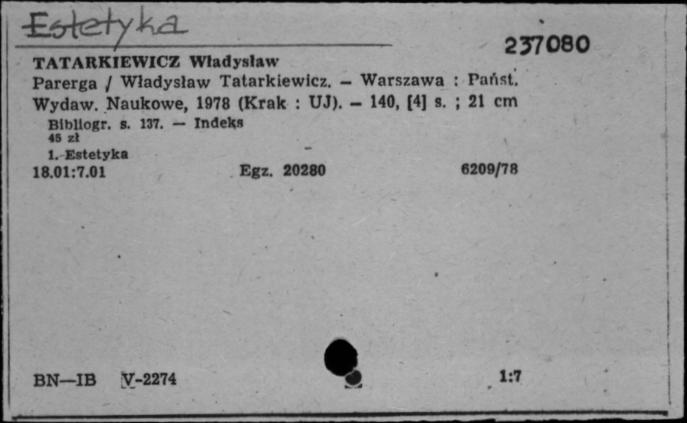 Estetyka
237080
TATARKIEWICZ Władysław
Parerga / Władysław Tatarkiewicz. — Warszawa : Państ.
Wydaw. Naukowe, 1978 (Krak : UJ). — 140, [4] s. ; 21 cm
Bibliogr. s. 137. — Indeks
45 zł
1. Estetyka
18.01:7.01 Egz. 20280 6209/78
BN—IB V-2274 1:7